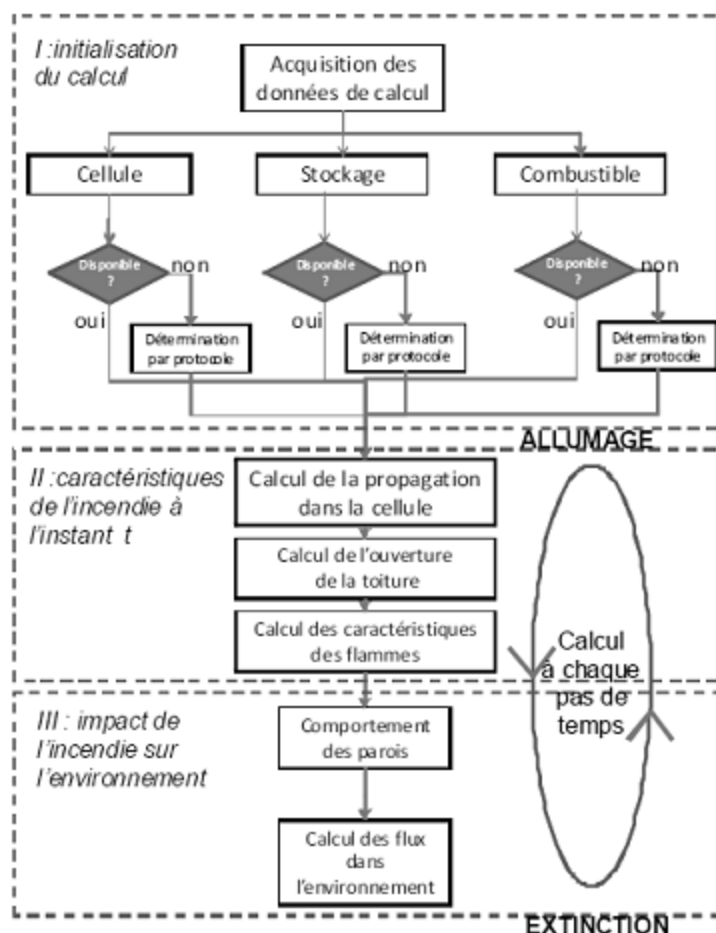 I :initialisation
du calcul
Acquisition des
données de calcul
Cellule
Stockage
Combustible
Disponible
?
non
oui
Détermination
par protocole
Disponible
?
non
oui
Détermination
par protocole
Disponible
?
non
oui
Détermination
par protocole
ALLUMAGE
II :caractéristiques
de l'incendie à
l'instant t
Calcul de la propagation
dans la cellule
Calcul de l'ouverture
de la toiture
Calcul des caractéristiques
des flammes
Calcul
à chaque
pas de
temps
III : impact de
l'incendie sur
l'environnement
Comportement
des parois
Calcul des flux
dans
l'environnement
EXTINCTION